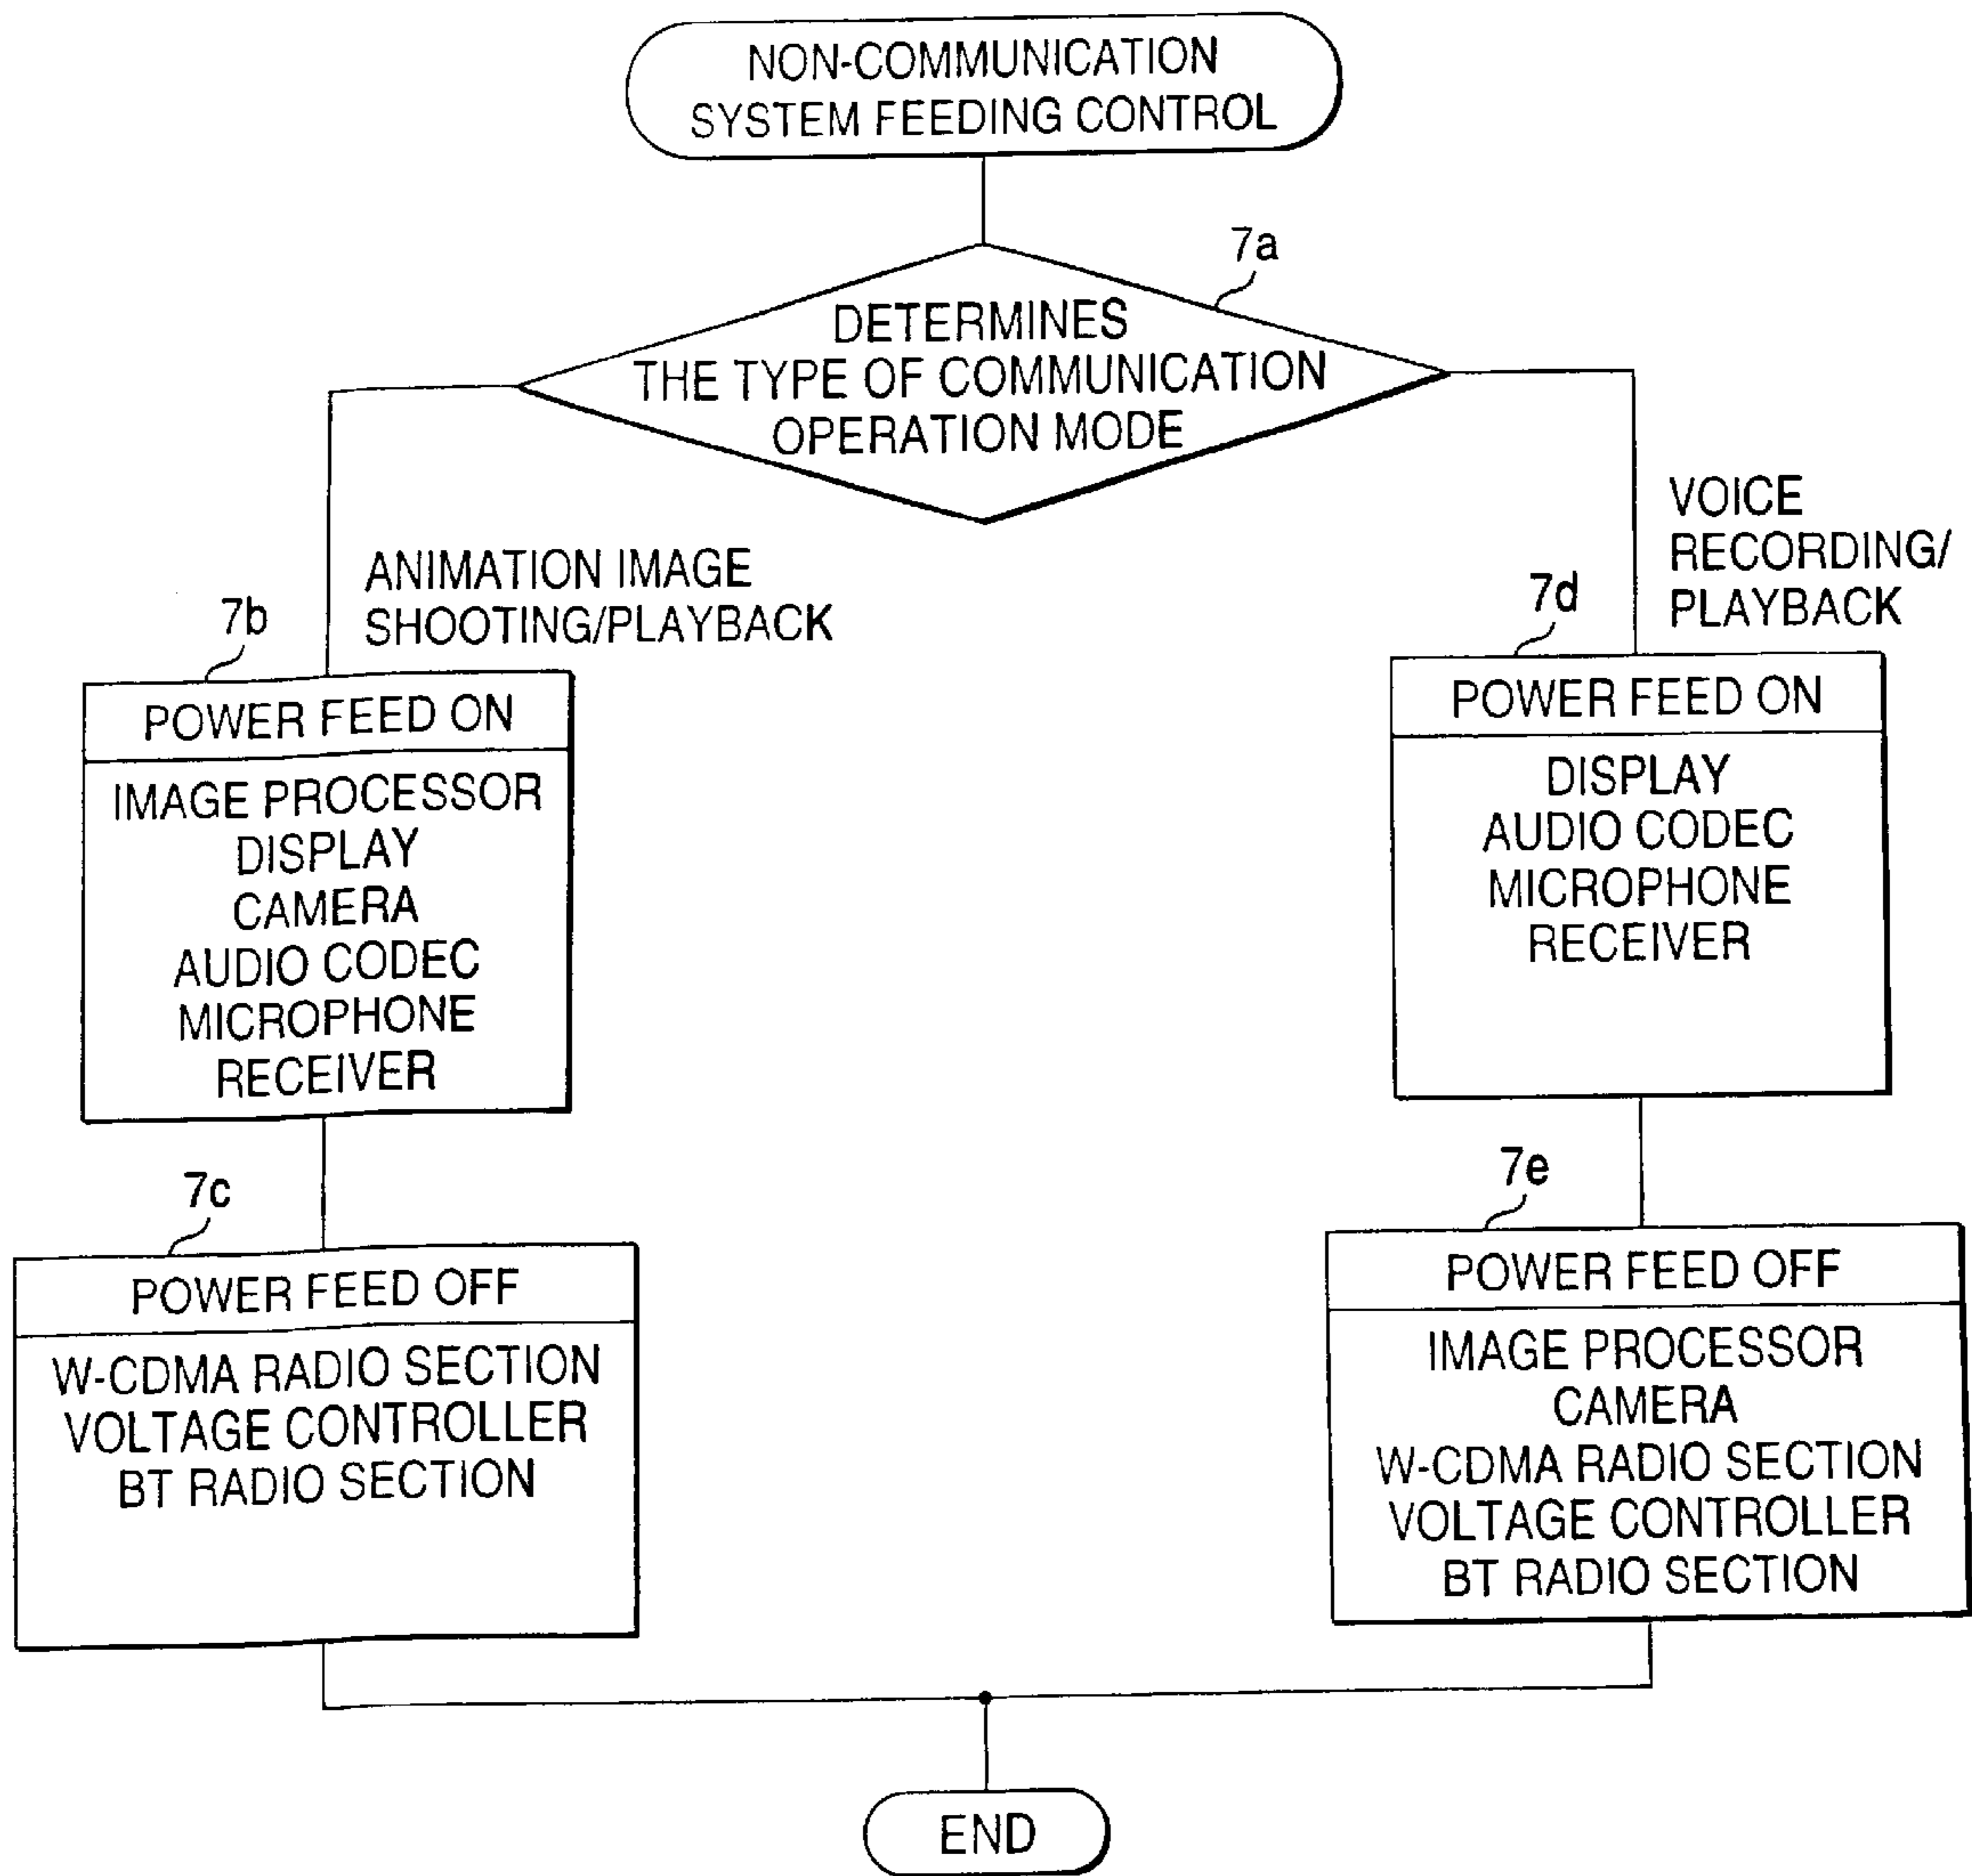 NON-COMMUNICATION
SYSTEM FEEDING CONTROL
7a
DETERMINES
THE TYPE OF COMMUNICATION
OPERATION MODE
ANIMATION IMAGE
SHOOTING/PLAYBACK
7b
POWER FEED ON
IMAGE PROCESSOR
DISPLAY
CAMERA
AUDIO CODEC
MICROPHONE
RECEIVER
7c
POWER FEED OFF
W-CDMA RADIO SECTION
VOLTAGE CONTROLLER
BT RADIO SECTION
VOICE
RECORDING/
PLAYBACK
7d
POWER FEED ON
DISPLAY
AUDIO CODEC
MICROPHONE
RECEIVER
7e
POWER FEED OFF
IMAGE PROCESSOR
CAMERA
W-CDMA RADIO SECTION
VOLTAGE CONTROLLER
BT RADIO SECTION
END